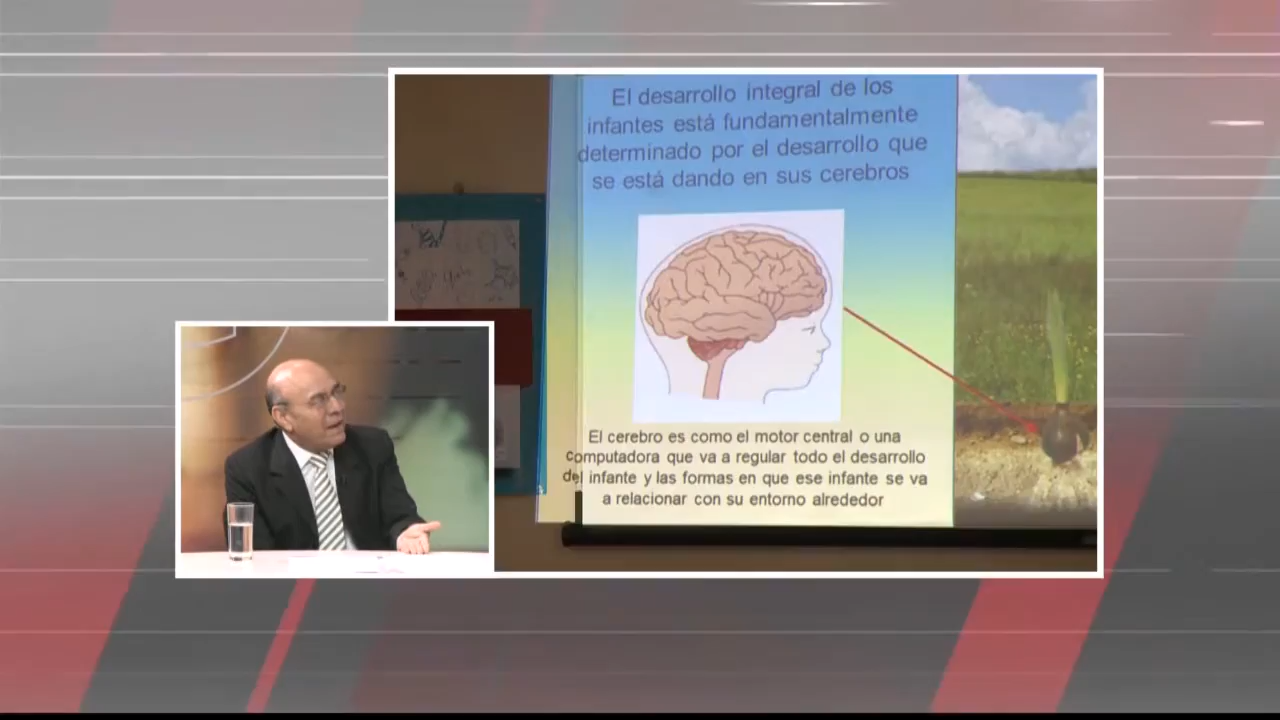 El desarrollo integral de los
infantes está fundamentalmente
determinado por el desarrollo que
se está dando en sus cerebros
El cerebro es como el motor central o una
computadora que va a regular todo el desarrollo
del infante y las formas en que ese infante se va
a relacionar con su entorno alrededor